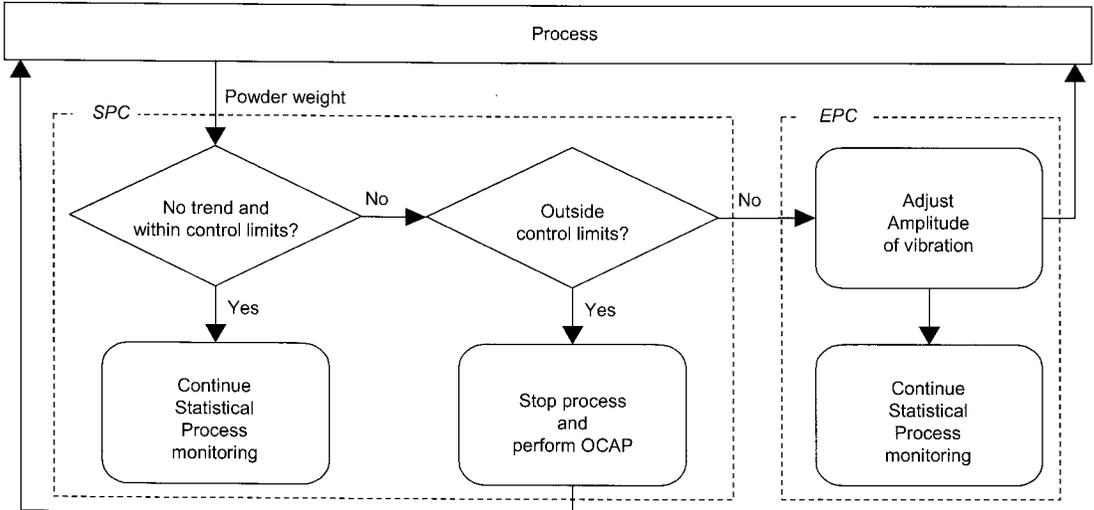 Process
Powder weight
SPC
EPC
No trend and
within control limits?
No
Outside
control limits?
No
Adjust
Amplitude
of vibration
Yes
Yes
Continue
Statistical
Process
monitoring
Stop process
and
perform OCAP
Continue
Statistical
Process
monitoring